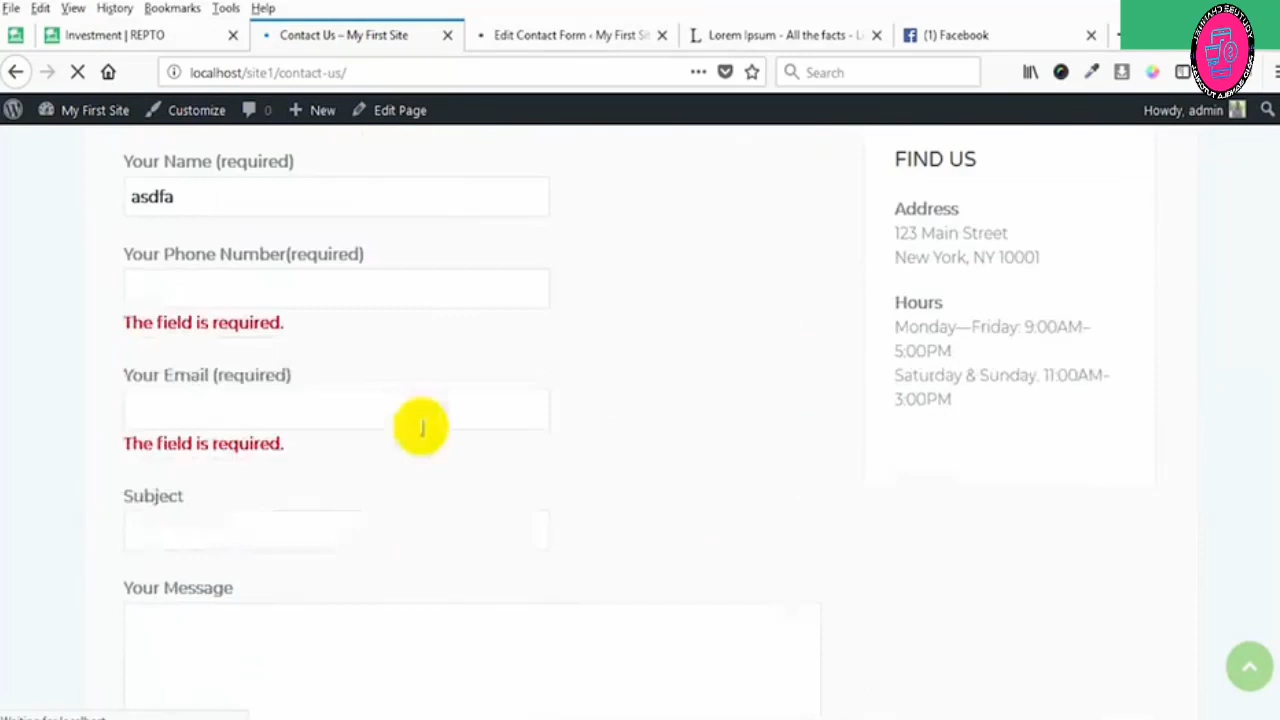 File Edit View History Bookmarks Tools Help
Investment | REPTO
Contact Us – My First Site
Edit Contact Form ‹ My First Si
Lorem Ipsum - All the facts - L
(1) Facebook
localhost/site1/contact-us/
Search
My First Site Customize 0 New Edit Page
Howdy, admin
Your Name (required)
asdfa
Your Phone Number(required)
The field is required.
Your Email (required)
The field is required.
Subject
Your Message
FIND US
Address
123 Main Street
New York, NY 10001
Hours
Monday—Friday: 9:00AM–
5:00PM
Saturday & Sunday: 11:00AM–
3:00PM
Waiting for localhost